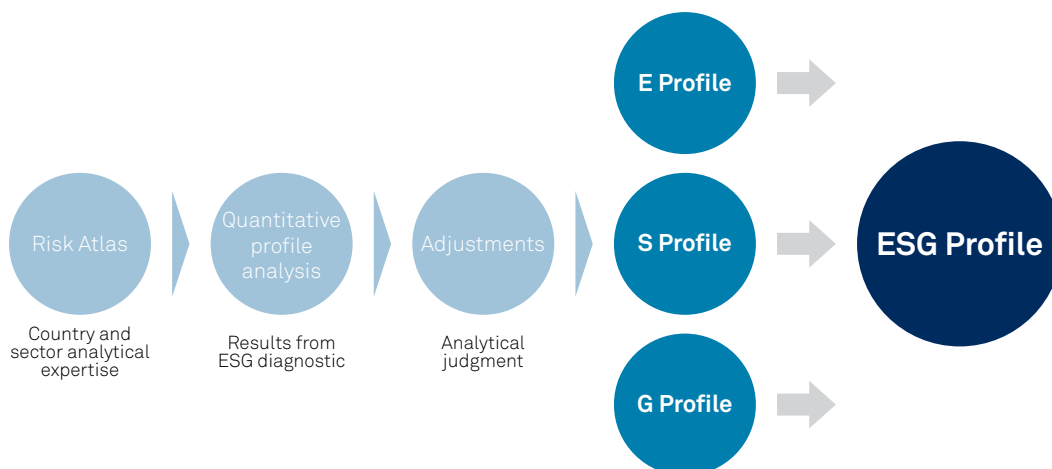 E Profile
Risk Atlas
Quantitative
profile
analysis
Adjustments
S Profile
ESG Profile
Country and
sector analytical
expertise
Results from
ESG diagnostic
Analytical
judgment
G Profile